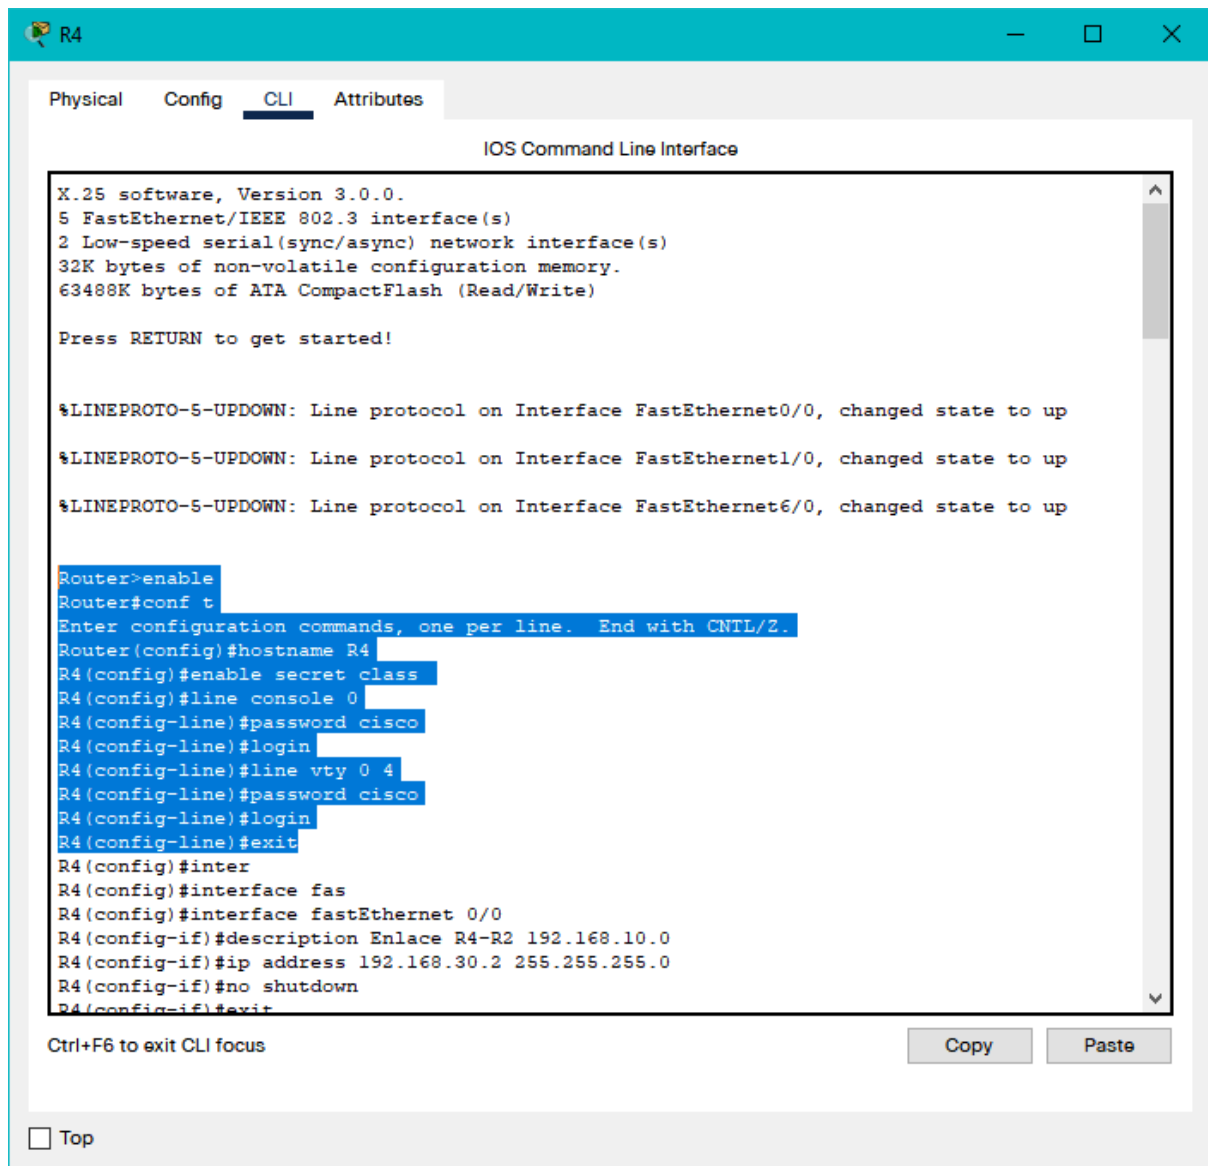 R4
Physical Config CLI Attributes
IOS Command Line Interface
X.25 software, Version 3.0.0.
5 FastEthernet/IEEE 802.3 interface(s)
2 Low-speed serial(sync/async) network interface(s)
32K bytes of non-volatile configuration memory.
63488K bytes of ATA CompactFlash (Read/Write)
Press RETURN to get started!
%LINEPROTO-5-UPDOWN: Line protocol on Interface FastEthernet0/0, changed state to up
%LINEPROTO-5-UPDOWN: Line protocol on Interface FastEthernet1/0, changed state to up
%LINEPROTO-5-UPDOWN: Line protocol on Interface FastEthernet6/0, changed state to up
Router>enable
Router#conf t
Enter configuration commands, one per line.  End with CNTL/Z.
Router(config)#hostname R4
R4(config)#enable secret class
R4(config)#line console 0
R4(config-line)#password cisco
R4(config-line)#login
R4(config-line)#line vty 0 4
R4(config-line)#password cisco
R4(config-line)#login
R4(config-line)#exit
R4(config)#inter
R4(config)#interface fas
R4(config)#interface fastEthernet 0/0
R4(config-if)#description Enlace R4-R2 192.168.10.0
R4(config-if)#ip address 192.168.30.2 255.255.255.0
R4(config-if)#no shutdown
R4(config-if)#exit
Ctrl+F6 to exit CLI focus
Copy
Paste
Top